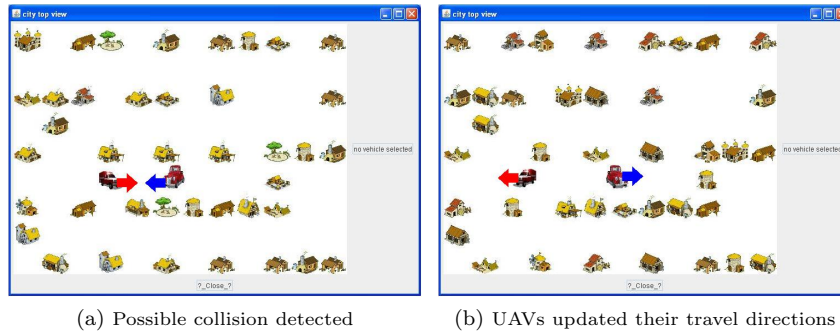 city top view
no vehicle selected
?_Close_?
(a) Possible collision detected
city top view
no vehicle selected
?_Close_?
(b) UAVs updated their travel directions